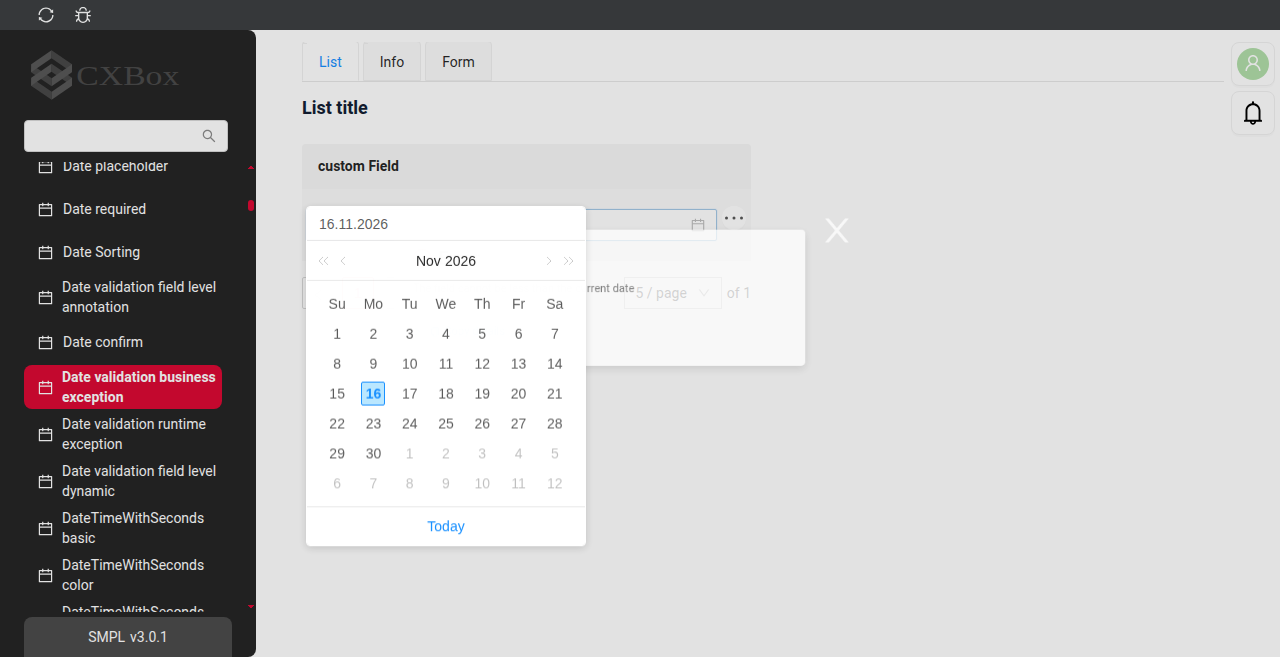 CXBox
Date placeholder
Date required
Date Sorting
Date validation field level
annotation
Date confirm
Date validation business
exception
Date validation runtime
exception
Date validation field level
dynamic
DateTimeWithSeconds
basic
DateTimeWithSeconds
color
DateTimeWithSeconds
SMPL v3.0.1
List
Info
Form
List title
custom Field
16.11.2026
Nov 2026
Su Mo Tu We Th Fr Sa
1 2 3 4 5 6 7
8 9 10 11 12 13 14
15 16 17 18 19 20 21
22 23 24 25 26 27 28
29 30 1 2 3 4 5
6 7 8 9 10 11 12
Today
rrent date
5 / page
of 1